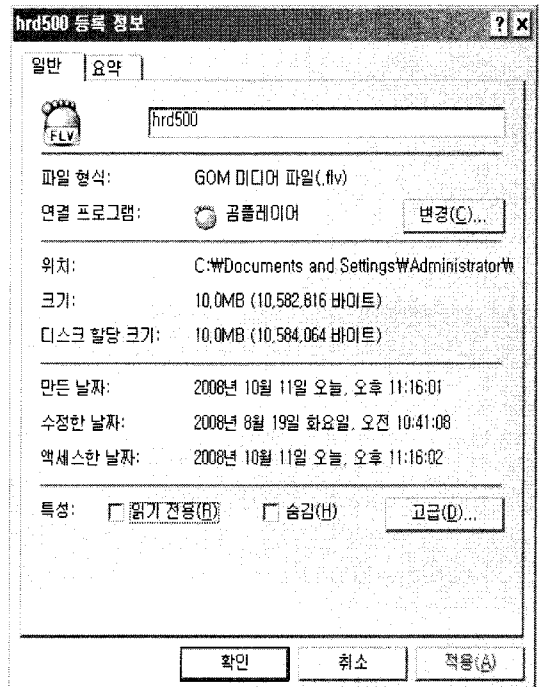 hrd500 등록 정보
? X
일반 요약
FLV
hrd500
파일 형식: GOM 미디어 파일(.flv)
연결 프로그램: 곰플레이어 변경(C)...
위치: C:₩Documents and Settings₩Administrator₩
크기: 10,0MB (10,582,816 바이트)
디스크 할당 크기: 10,0MB (10,584,064 바이트)
만든 날짜: 2008년 10월 11일 오늘, 오후 11:16:01
수정한 날짜: 2008년 8월 19일 화요일, 오전 10:41:08
액세스한 날짜: 2008년 10월 11일 오늘, 오후 11:16:02
특성: 읽기 전용(R) 숨김(H) 고급(D)...
확인 취소 적용(A)